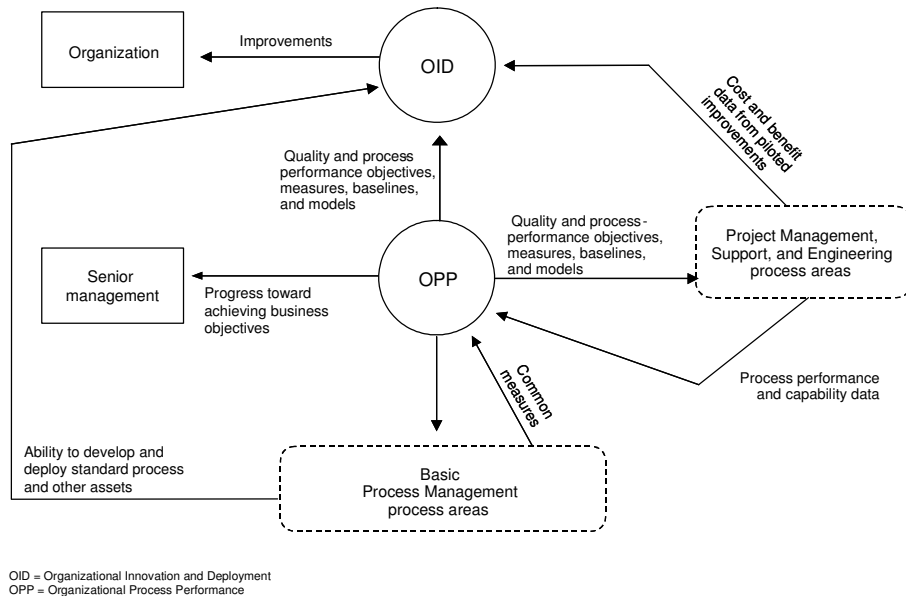 Organization
Improvements
OID
Cost and benefit
data from piloted
improvements
Quality and process
performance objectives,
measures, baselines,
and models
Quality and process-
performance objectives,
measures, baselines,
and models
Project Management,
Support, and Engineering
process areas
Senior
management
OPP
Progress toward
achieving business
objectives
Common
measures
Process performance
and capability data
Ability to develop and
deploy standard process
and other assets
Basic
Process Management
process areas
OID = Organizational Innovation and Deployment
OPP = Organizational Process Performance